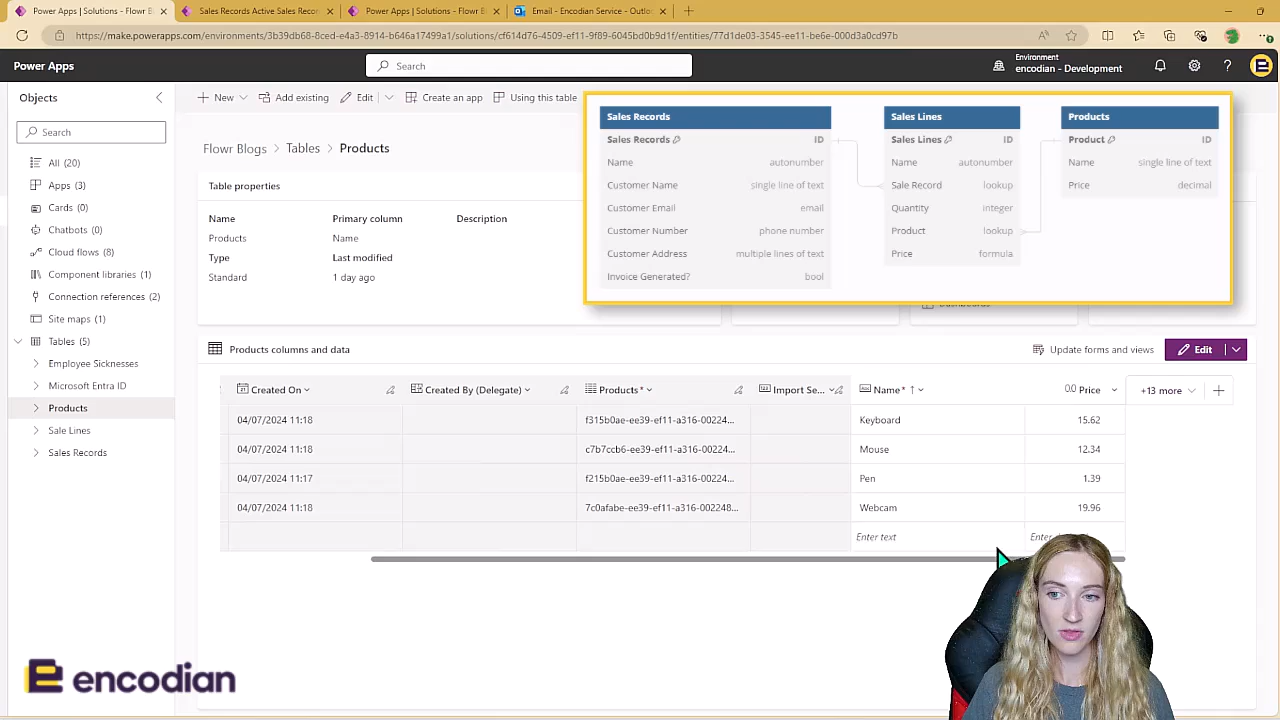 Power Apps | Solutions - Flowr B
Sales Records Active Sales Recor
Power Apps | Solutions - Flowr B
Email - Encodian Service - Outlo
https://make.powerapps.com/environments/3b39db68-8ced-e4a3-8914-b646a17499a1/solutions/cf614d76-4509-ef11-9f89-6045bd0b9d1f/entities/77d1de03-3545-ee11-be6e-000d3a0cd97b
Power Apps
Search
Environment
encodian - Development
Objects
New
Add existing
Edit
Create an app
Using this table
Search
All (20)
Apps (3)
Cards (0)
Chatbots (0)
Cloud flows (8)
Component libraries (1)
Connection references (2)
Site maps (1)
Tables (5)
Employee Sicknesses
Microsoft Entra ID
Products
Sale Lines
Sales Records
Flowr Blogs > Tables > Products
Table properties
Name
Primary column
Description
Products
Name
Type
Last modified
Standard
1 day ago
Sales Records
Sales Records ID
Name autonumber
Customer Name single line of text
Customer Email email
Customer Number phone number
Customer Address multiple lines of text
Invoice Generated? bool
Sales Lines
Sales Lines ID
Name autonumber
Sale Record lookup
Quantity integer
Product lookup
Price formula
Products
Product ID
Name single line of text
Price decimal
Products columns and data
Update forms and views
Edit
Created On Created By (Delegate) Products * Import Se... Name * Price +13 more
04/07/2024 11:18 f315b0ae-ee39-ef11-a316-00224... Keyboard 15.62
04/07/2024 11:18 c7b7ccb6-ee39-ef11-a316-00224... Mouse 12.34
04/07/2024 11:17 f215b0ae-ee39-ef11-a316-00224... Pen 1.39
04/07/2024 11:18 7c0afabe-ee39-ef11-a316-002248... Webcam 19.96
Enter text
encodian